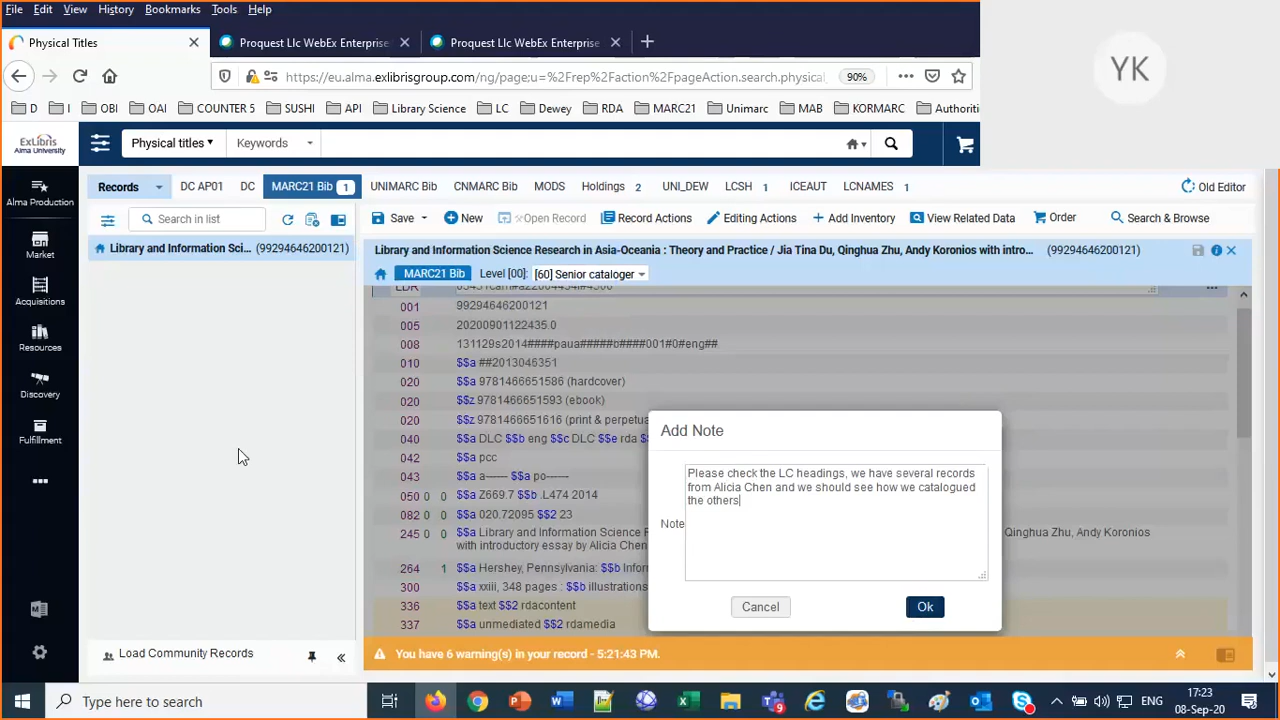 File Edit View History Bookmarks Tools Help
Physical Titles
Proquest Llc WebEx Enterprise
Proquest Llc WebEx Enterprise
https://eu.alma.exlibrisgroup.com/ng/page;u=%2Frep%2Faction%2FpageAction.search.physical_
90%
D I OBI OAI COUNTER 5 SUSHI API Library Science LC Dewey RDA MARC21 Unimarc MAB KORMARC Authoriti
YK
ExLibris
Alma University
Physical titles Keywords
Records DC AP01 DC MARC21 Bib 1 UNIMARC Bib CNMARC Bib MODS Holdings 2 UNI_DEW LCSH 1 ICEAUT LCNAMES 1 Old Editor
Alma Production
Market
Acquisitions
Resources
Discovery
Fulfillment
Search in list
Save New Open Record Record Actions Editing Actions Add Inventory View Related Data Order Search & Browse
Library and Information Sci... (99294646200121)
Library and Information Science Research in Asia-Oceania : Theory and Practice / Jia Tina Du, Qinghua Zhu, Andy Koronios with intro... (99294646200121)
MARC21 Bib Level [00]: [60] Senior cataloger
LDR
001 99294646200121
005 20200901122435.0
008 131129s2014####paua#####b####001#0#eng##
010 $$a ##2013046351
020 $$a 9781466651586 (hardcover)
020 $$z 9781466651593 (ebook)
020 $$z 9781466651616 (print & perpetua
040 $$a DLC $$b eng $$c DLC $$e rda $
042 $$a pcc
043 $$a a------ $$a po------
050 0 0 $$a Z669.7 $$b .L474 2014
082 0 0 $$a 020.72095 $$2 23
245 0 0 $$a Library and Information Science R Qinghua Zhu, Andy Koronios
with introductory essay by Alicia Chen
264 1 $$a Hershey, Pennsylvania: $$b Infor
300 $$a xxiii, 348 pages : $$b illustrations
336 $$a text $$2 rdacontent
337 $$a unmediated $$2 rdamedia
Add Note
Please check the LC headings, we have several records
from Alicia Chen and we should see how we catalogued
the others
Note
Cancel Ok
Load Community Records
You have 6 warning(s) in your record - 5:21:43 PM.
Type here to search
ENG
17:23
08-Sep-20